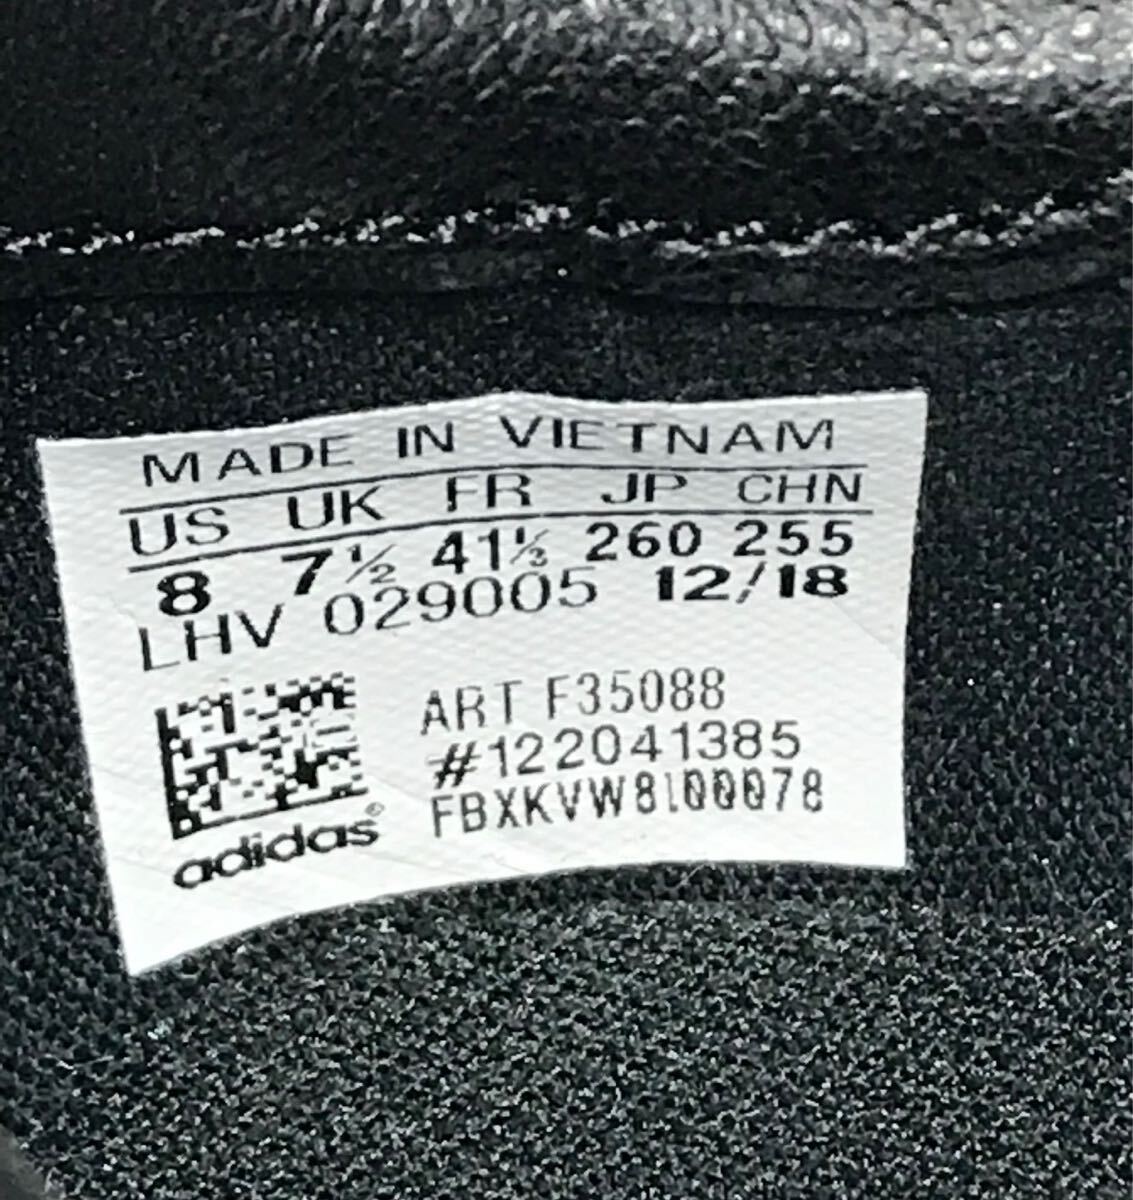 MADE IN VIETNAM
US UK FR JP CHN
8 7½ 41⅓ 260 255
LHV 029005 12/18
ART F35088
#122041385
FBXKVW8100078
adidas®